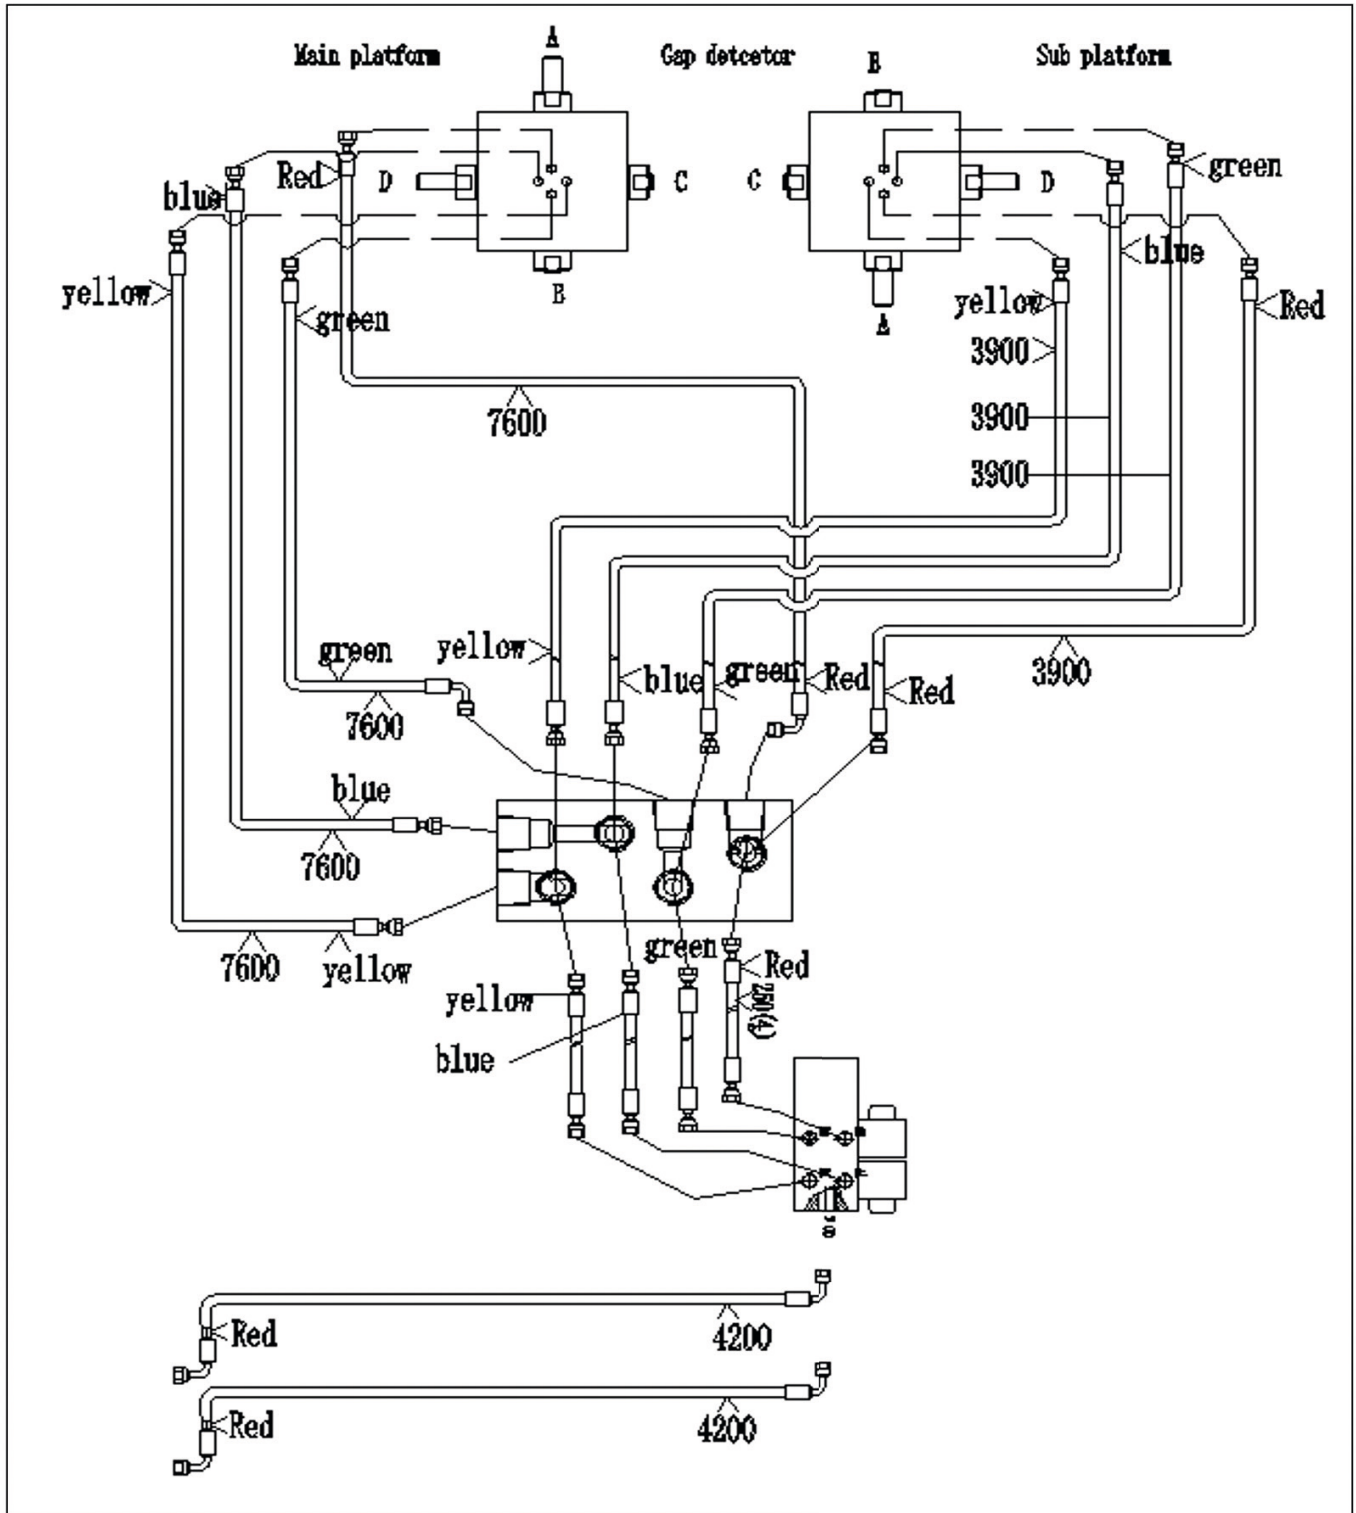 Main platform
A
Gap detcetor
B
Sub platform
blue
Red
D
C
C
D
green
yellow
green
B
A
yellow
blue
Red
3900
7600
3900
3900
green
7600
yellow
blue
green
Red
Red
3900
blue
7600
7600
yellow
green
Red
yellow
blue
Red
4200
Red
4200